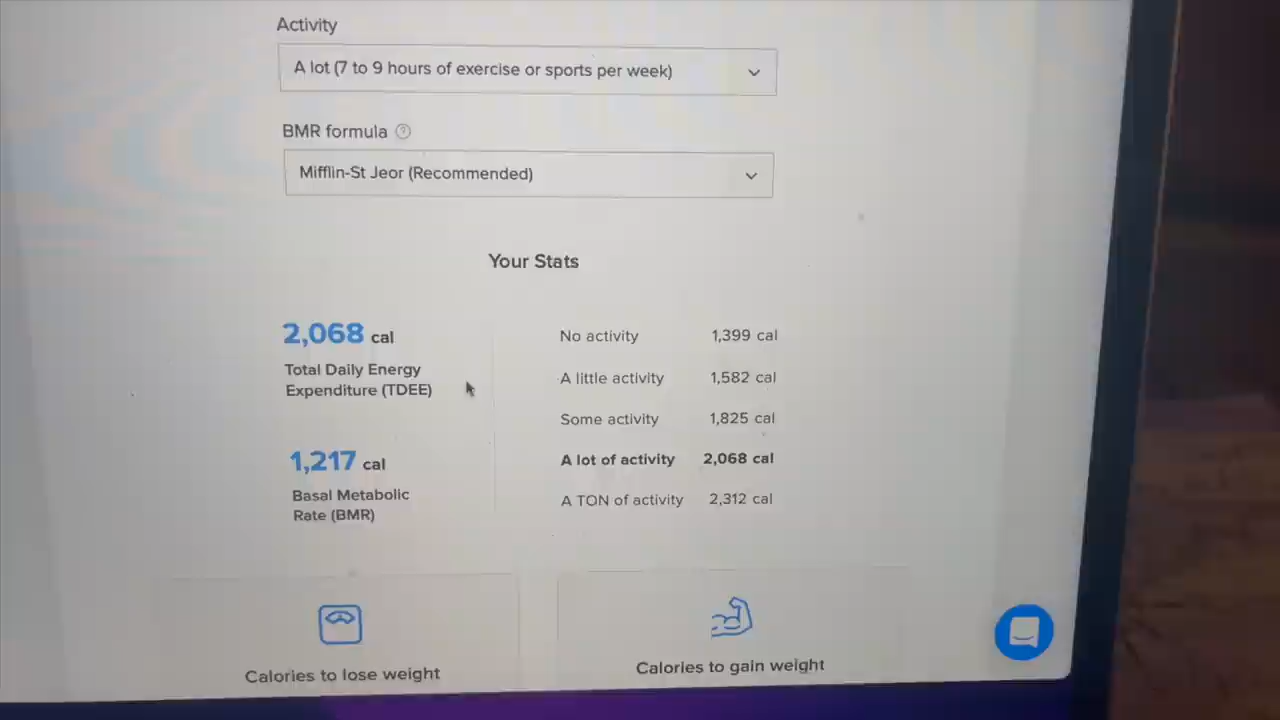 Activity
A lot (7 to 9 hours of exercise or sports per week)
BMR formula ?
Mifflin-St Jeor (Recommended)
Your Stats
2,068 cal
Total Daily Energy
Expenditure (TDEE)
1,217 cal
Basal Metabolic
Rate (BMR)
No activity 1,399 cal
A little activity 1,582 cal
Some activity 1,825 cal
A lot of activity 2,068 cal
A TON of activity 2,312 cal
Calories to lose weight
Calories to gain weight